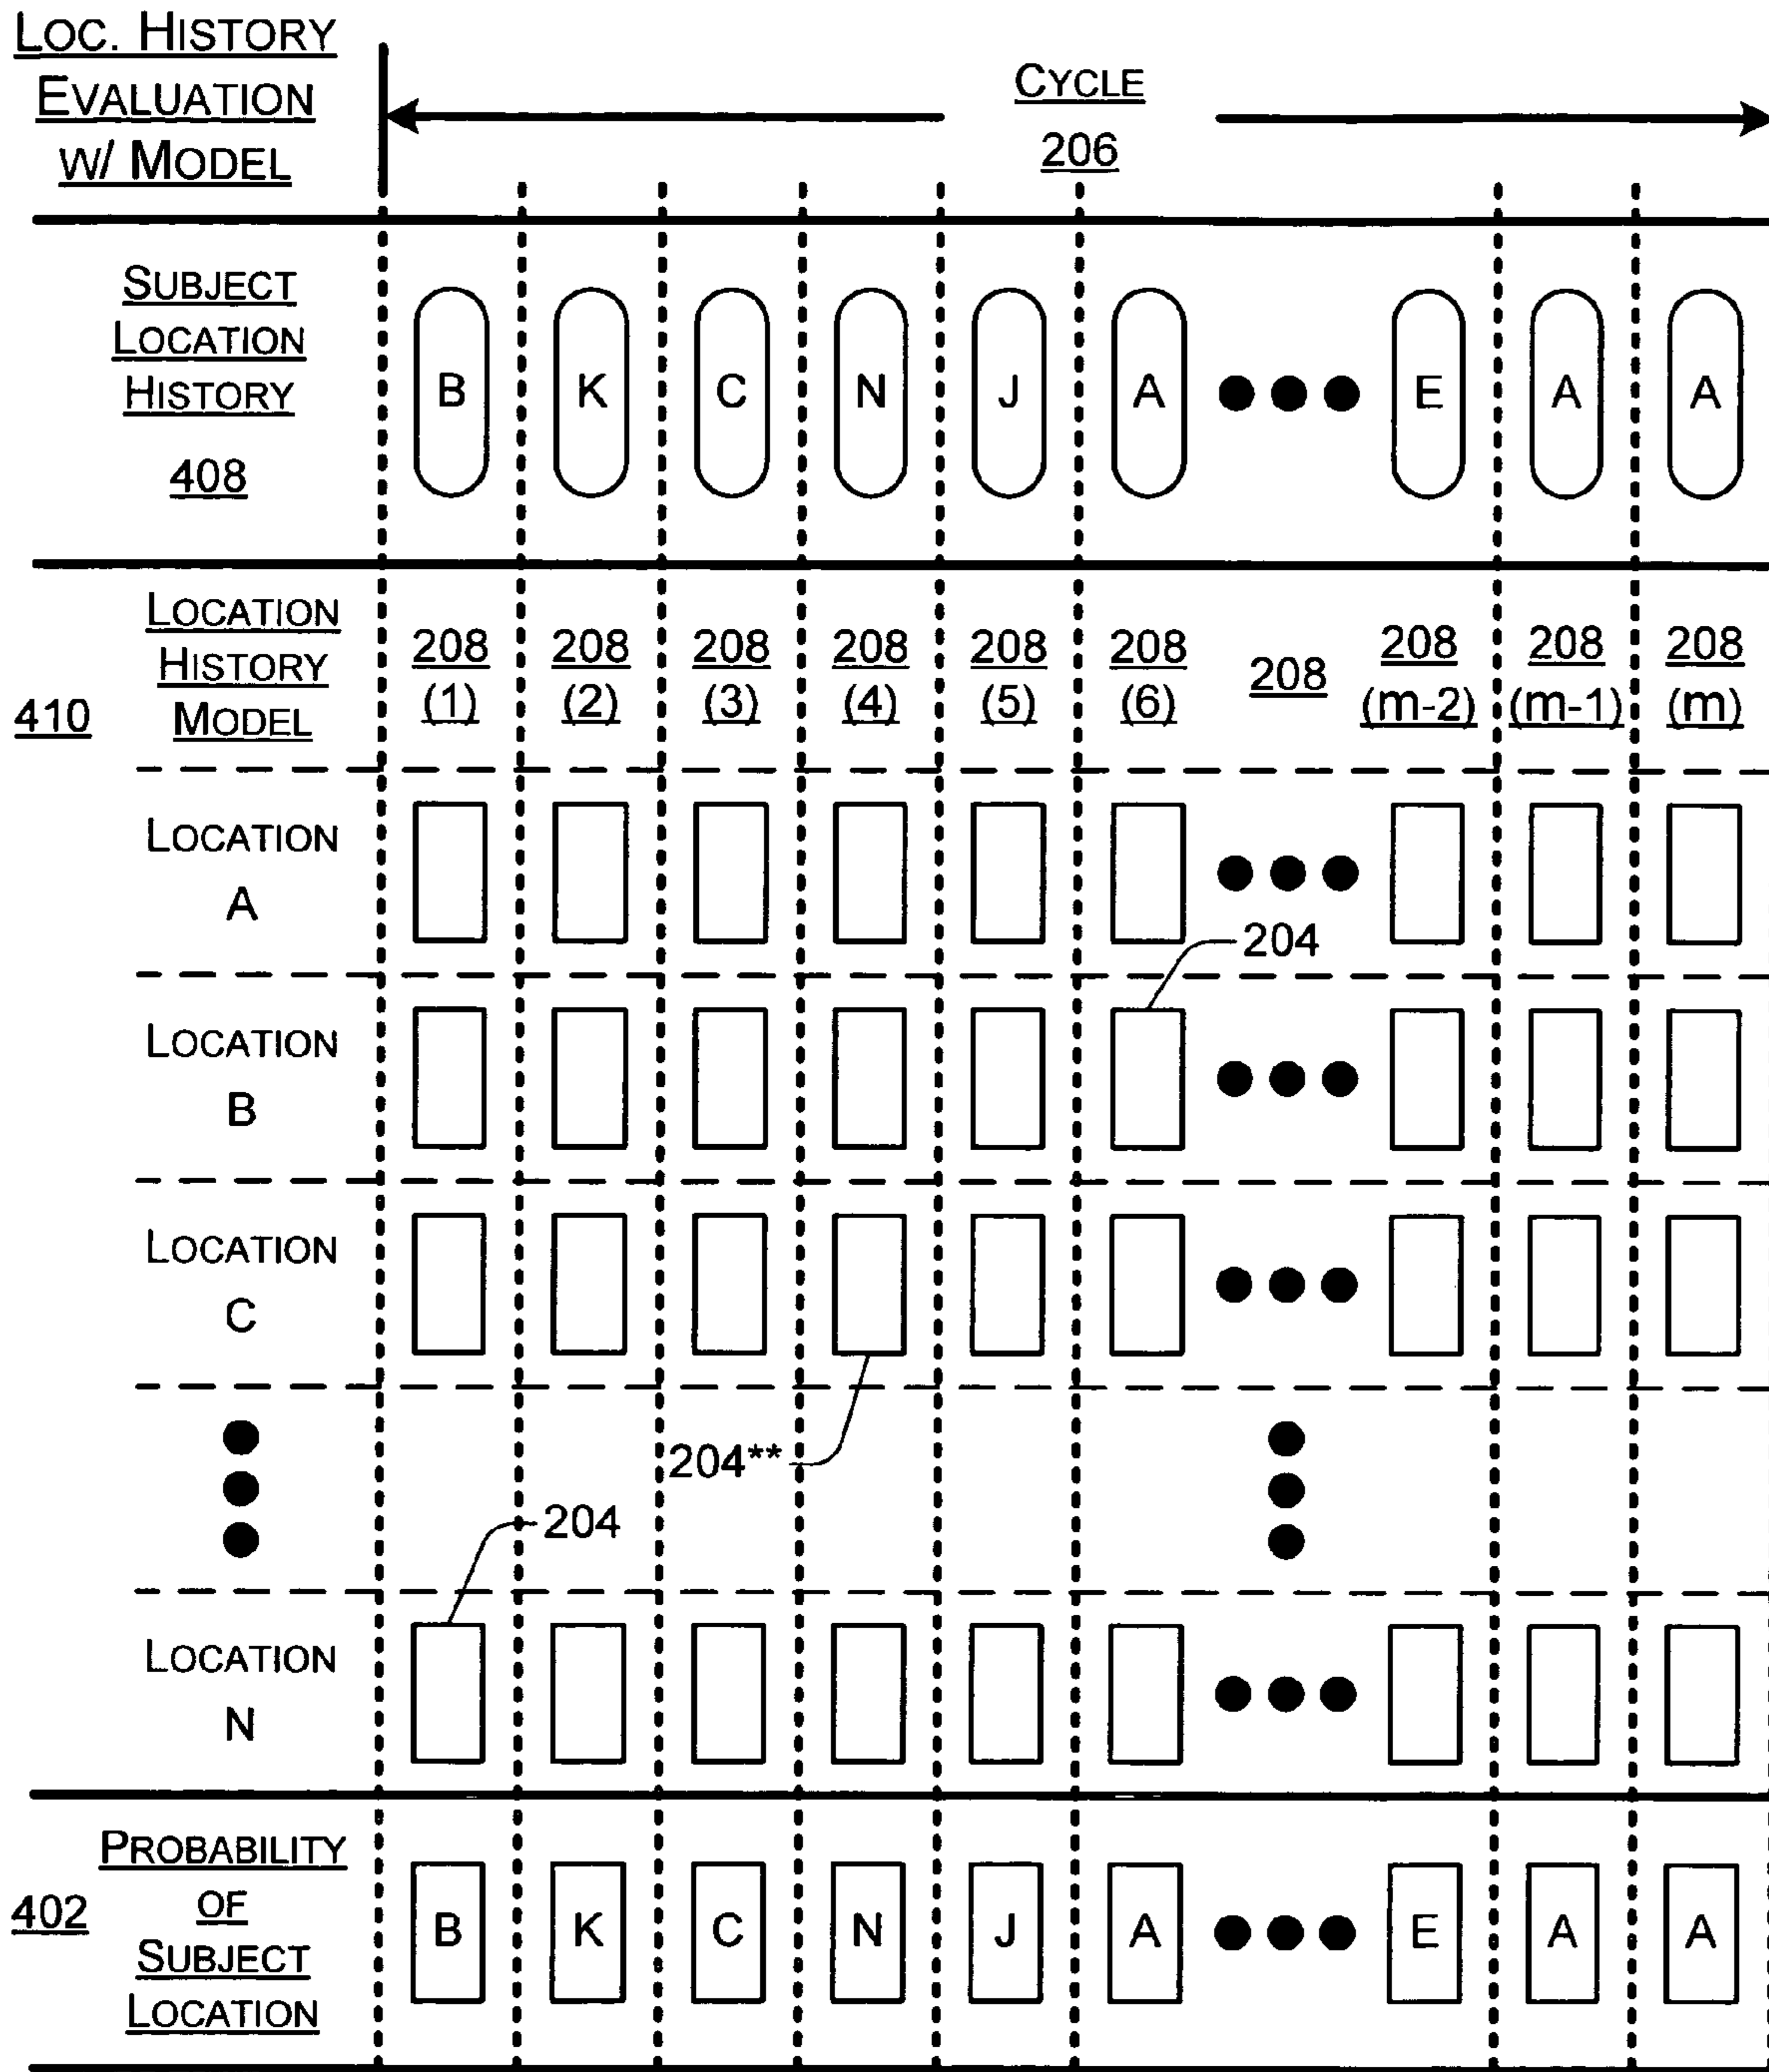 LOC. HISTORY
EVALUATION
W/ MODEL
CYCLE
206
SUBJECT
LOCATION
HISTORY
408
B K C N J A E A A
LOCATION
HISTORY
MODEL
410
208 208 208 208 208 208 208 208 208 208
(1) (2) (3) (4) (5) (6) (m-2) (m-1) (m)
LOCATION
A
204
LOCATION
B
LOCATION
C
204**
204
LOCATION
N
PROBABILITY
OF
SUBJECT
LOCATION
402
B K C N J A E A A